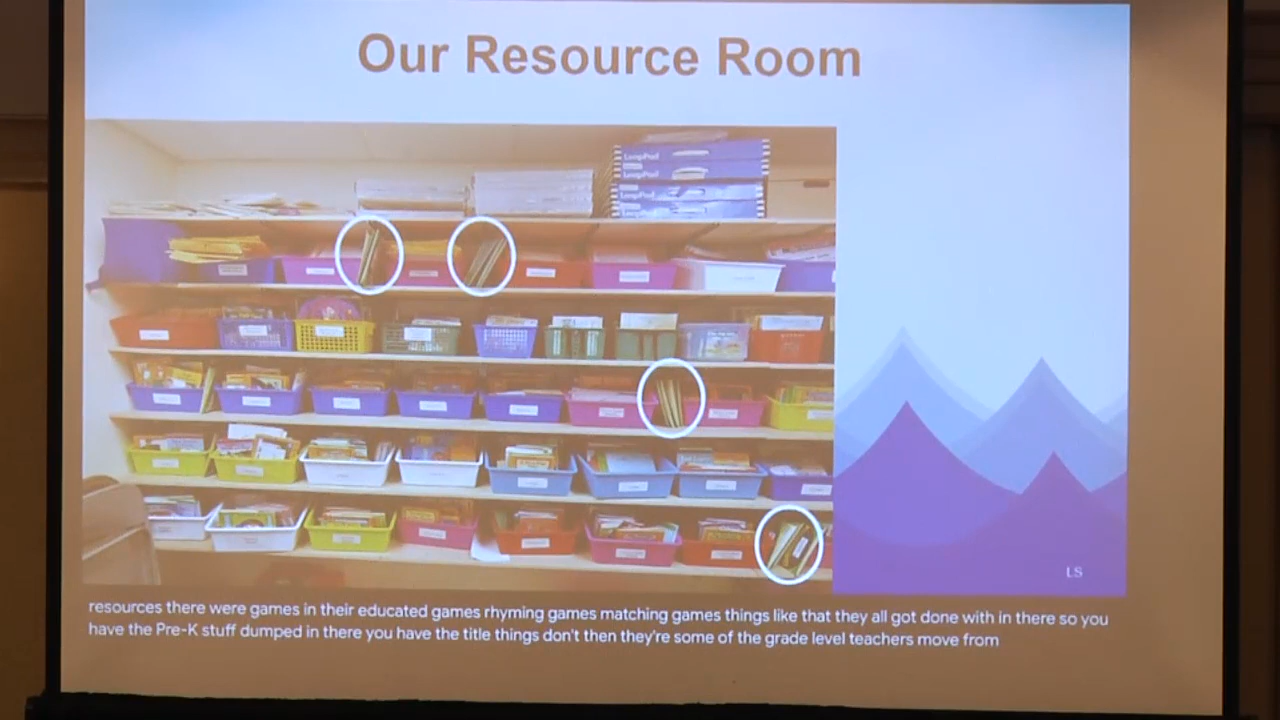 Our Resource Room
LeapPad
LeapPad
LeapPad
LS
resources there were games in their educated games rhyming games matching games things like that they all got done with in there so you
have the Pre-K stuff dumped in there you have the title things don't then they're some of the grade level teachers move from